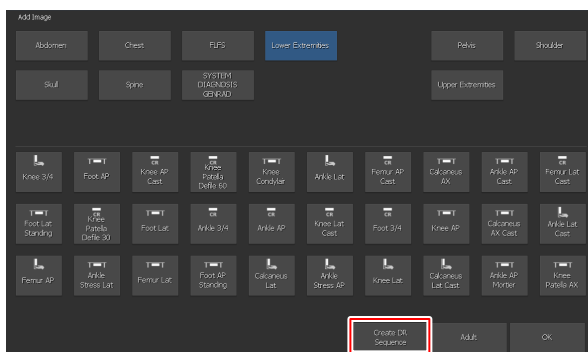 Add Image
Abdomen
Chest
FLFS
Lower Extremities
Pelvis
Shoulder
Skull
Spine
SYSTEM
DIAGNOSIS
GENRAD
Upper Extremities
Knee 3/4
T T
Foot AP
CR
Knee AP
Cast
CR
Knee
Patella
Defile 60
T T
Knee
Condylair
Ankle Lat
CR
Femur AP
Cast
T T
Calcaneus
AX
T T
Ankle AP
Cast
CR
Femur Lat
Cast
T T
Foot Lat
Standing
CR
Knee
Patella
Defile 30
T T
Foot Lat
CR
Ankle 3/4
CR
Ankle AP
CR
Knee Lat
Cast
CR
Foot 3/4
T T
Knee AP
T T
Calcaneus
AX Cast
Ankle Lat
Cast
Femur AP
T T
Ankle
Stress Lat
T T
Femur Lat
T T
Foot AP
Standing
Calcaneus
Lat
Ankle
Stress AP
Knee Lat
Calcaneus
Lat Cast
T T
Ankle AP
Mortier
T T
Knee
Patella AX
Create DR
Sequence
Adult
OK